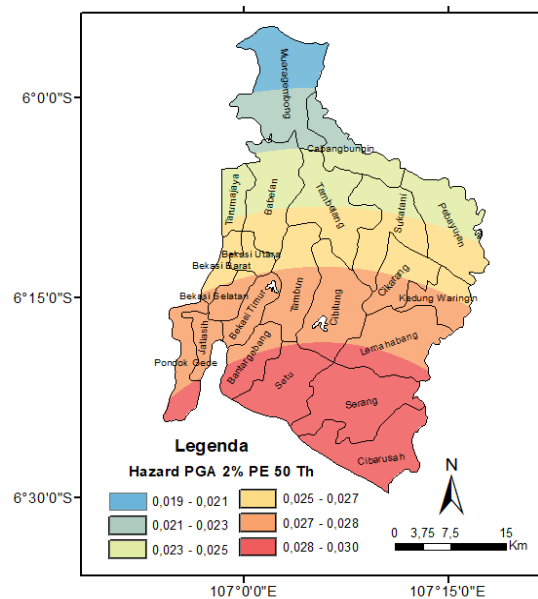 Muaragembong
6°0'0"S
Cabangbungin
Tarumajaya
Babelan
Tambelang
Sukatani
Pebayuran
Bekasi Utara
Bekasi Barat
6°15'0"S
Bekasi Selatan
Bekasi Timut
Tambun
Cibitung
Cikarang
Kedung Waringin
Jatiasih
Pondok Gede
Bantargebang
Lemahabang
Setu
Serang
Cibarusah
Legenda
Hazard PGA 2% PE 50 Th
0,019 - 0,021
0,025 - 0,027
0,021 - 0,023
0,027 - 0,028
0,023 - 0,025
0,028 - 0,030
N
0 3,75 7,5 15
Km
6°30'0"S
107°0'0"E 107°15'0"E